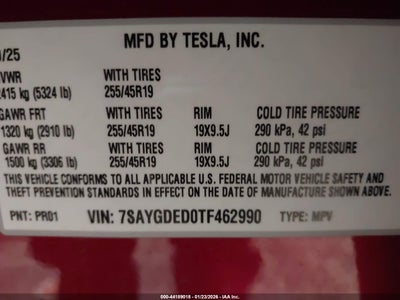 MFD BY TESLA, INC.
/25
VWR WITH TIRES
2415 kg (5324 lb) 255/45R19
GAWR FRT WITH TIRES RIM COLD TIRE PRESSURE
1320 kg (2910 lb) 255/45R19 19X9.5J 290 kPa, 42 psi
GAWR RR WITH TIRES RIM COLD TIRE PRESSURE
1500 kg (3306 lb) 255/45R19 19X9.5J 290 kPa, 42 psi
THIS VEHICLE CONFORMS TO ALL APPLICABLE U.S. FEDERAL MOTOR VEHICLE SAFETY AND
THEFT PREVENTION STANDARDS IN EFFECT ON THE DATE OF MANUFACTURE SHOWN ABOVE.
PNT: PR01 VIN: 7SAYGDED0TF462990 TYPE: MPV
000-44189016 - 01/23/2026 - IAA Inc.